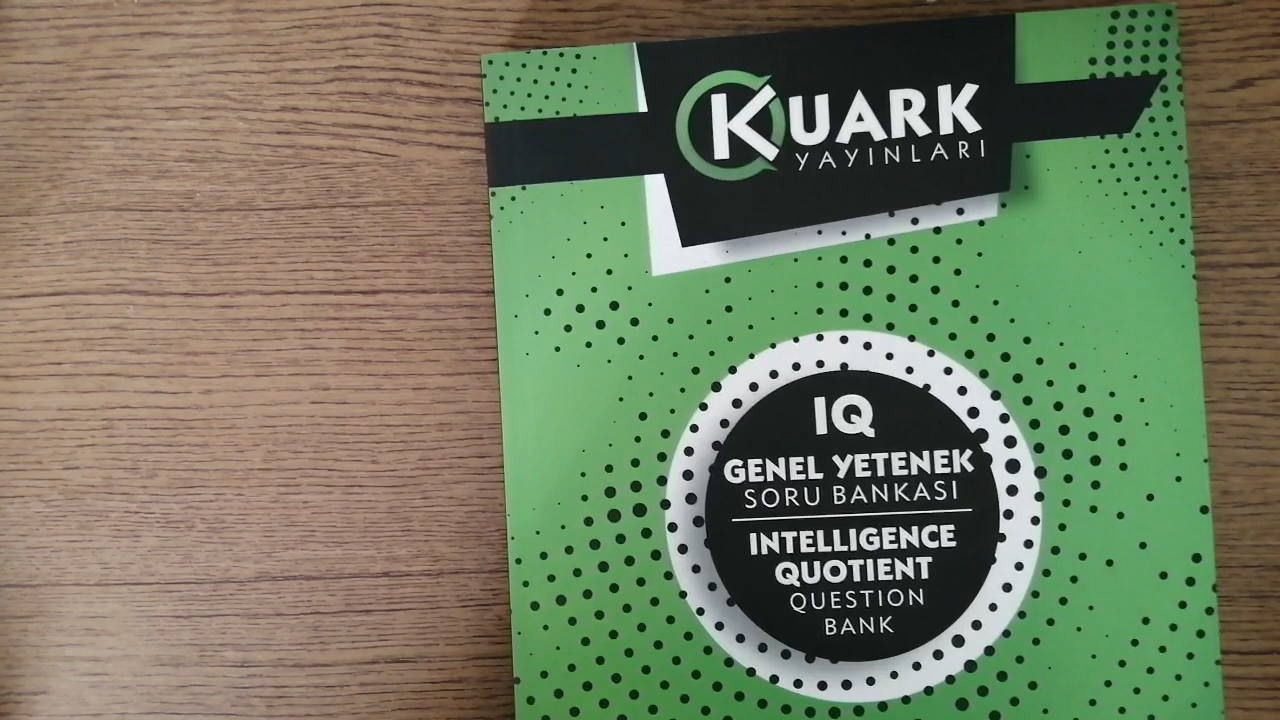 KUARK
YAYINLARI
IQ
GENEL YETENEK
SORU BANKASI
INTELLIGENCE
QUOTIENT
QUESTION
BANK